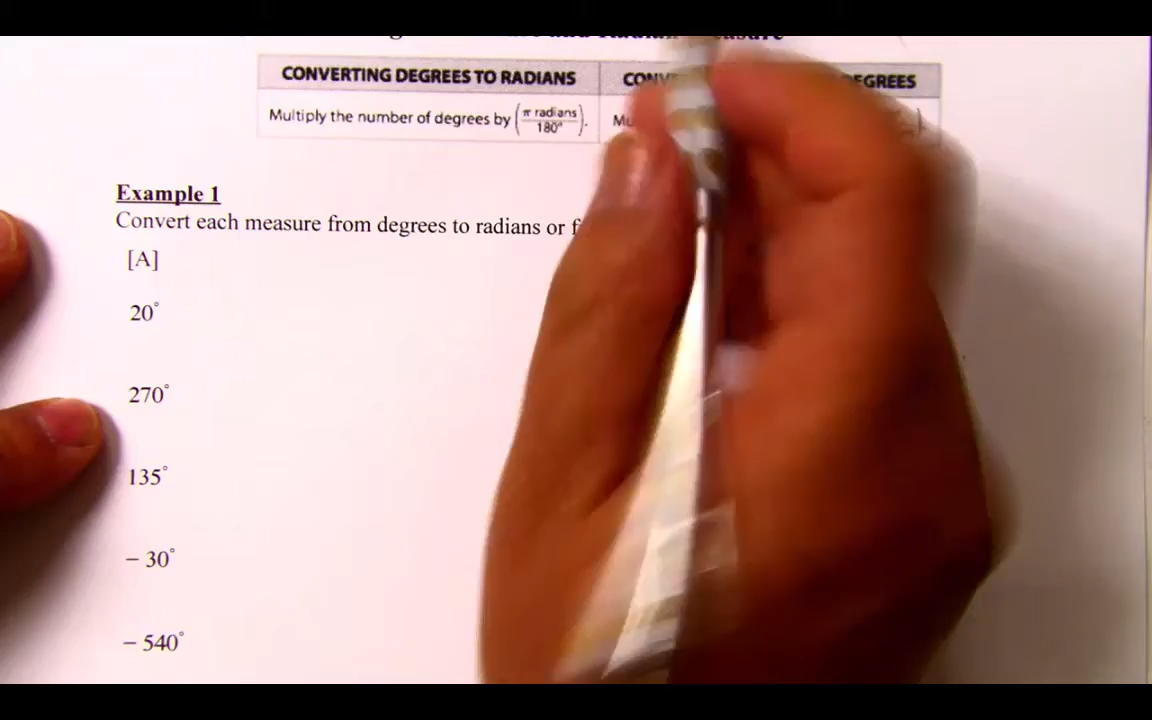 CONVERTING DEGREES TO RADIANS
Multiply the number of degrees by (π radians / 180°).
Example 1
Convert each measure from degrees to radians or
[A]
20°
270°
135°
− 30°
− 540°